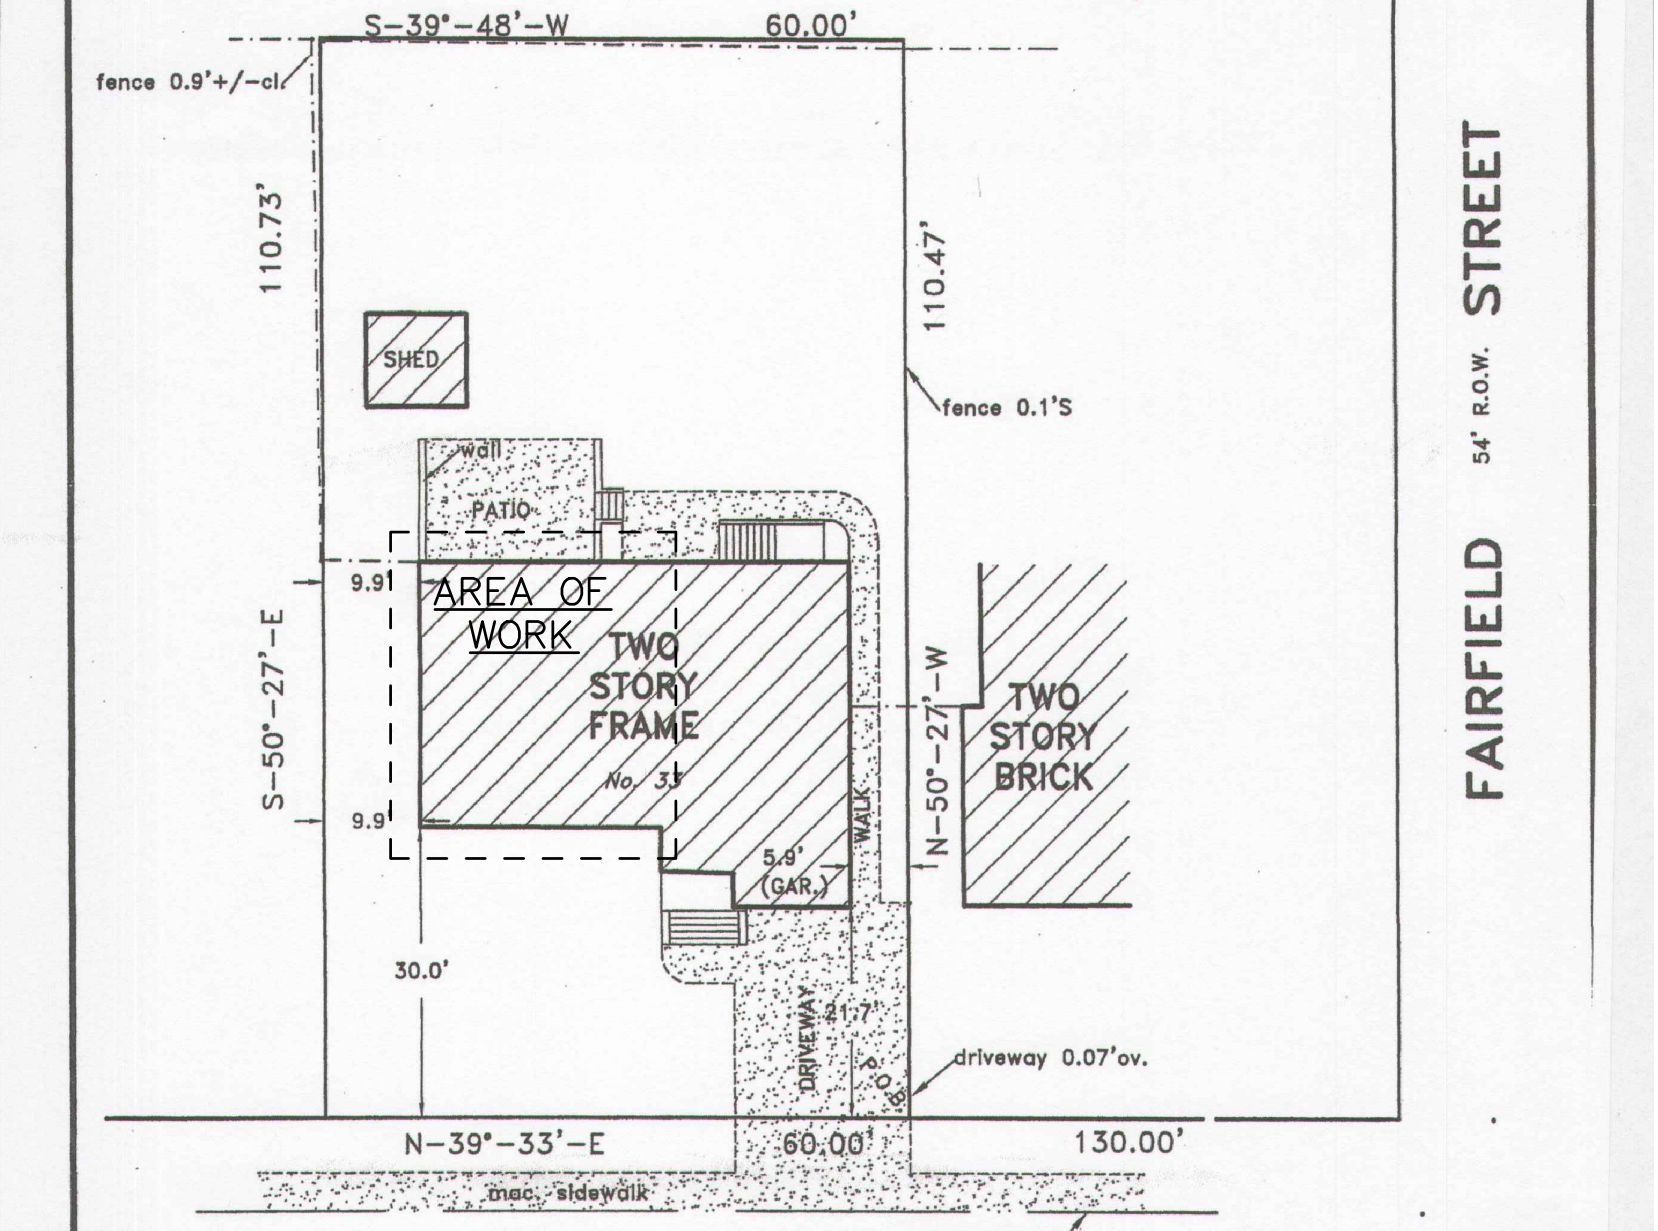 S-39°-48'-W 60.00'
fence 0.9'+/-cl.
110.73'
110.47'
SHED
fence 0.1'S
wall
PATIO
9.9'
AREA OF
WORK
TWO
STORY
FRAME
No. 33
S-50°-27'-E
9.9'
N-50°-27'-W
TWO
STORY
BRICK
WALK
5.9'
(GAR.)
30.0'
DRIVEWAY
21.7'
P.O.B
driveway 0.07'ov.
N-39°-33'-E 60.00' 130.00'
mac. sidewalk
FAIRFIELD 54' R.O.W. STREET